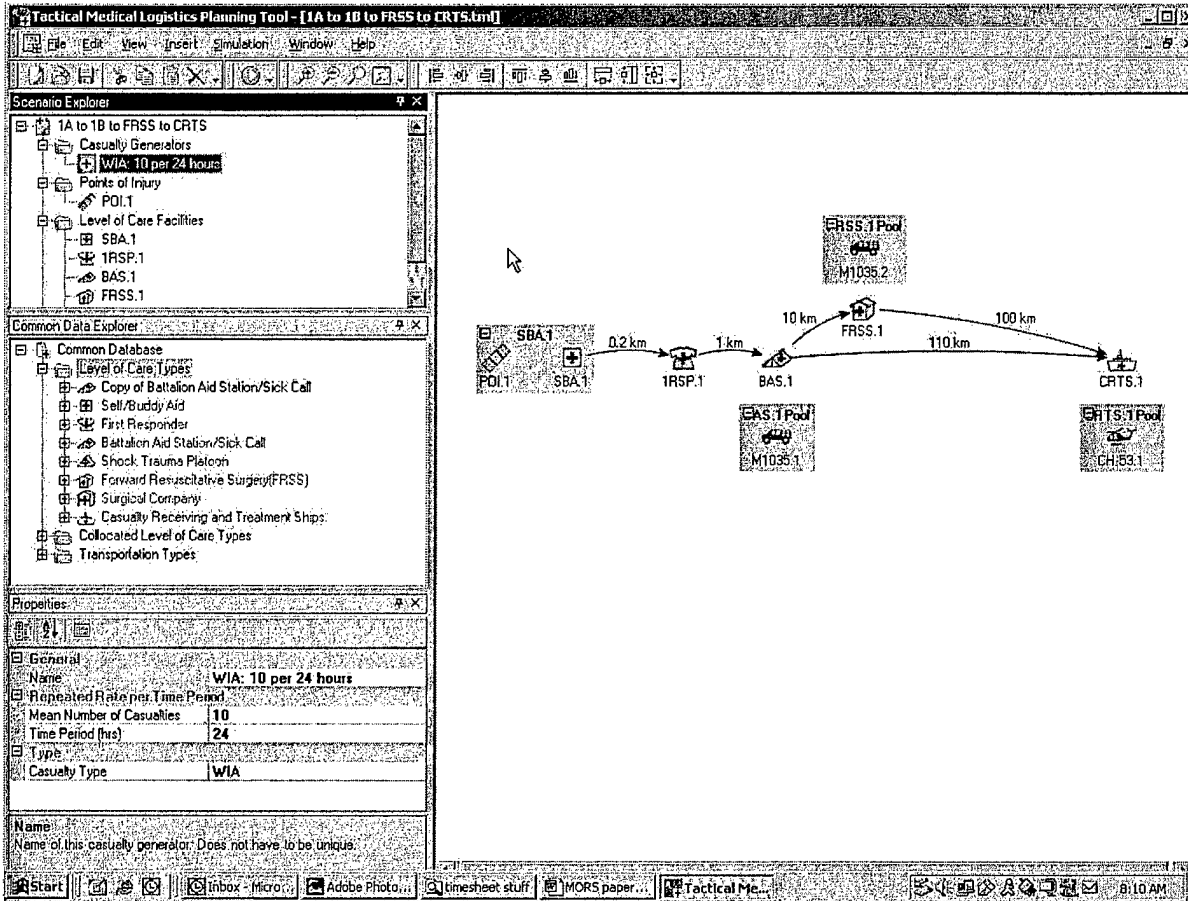 Tactical Medical Logistics Planning Tool - [1A to 1B to FRSS to CRTS.tml]
File Edit View Insert Simulation Window Help
Scenario Explorer
1A to 1B to FRSS to CRTS
Casualty Generators
WIA: 10 per 24 hours
Points of Injury
POI.1
Level of Care Facilities
SBA.1
1RSP.1
BAS.1
FRSS.1
Common Data Explorer
Common Database
Level of Care Types
Copy of Battalion Aid Station/Sick Call
Self/Buddy Aid
First Responder
Battalion Aid Station/Sick Call
Shock Trauma Platoon
Forward Resuscitative Surgery(FRSS)
Surgical Company
Casualty Receiving and Treatment Ships
Collocated Level of Care Types
Transportation Types
Properties
General
Name WIA: 10 per 24 hours
Repeated Rate per Time Period
Mean Number of Casualties 10
Time Period (hrs) 24
Type
Casualty Type WIA
Name
Name of this casualty generator. Does not have to be unique.
FRSS.1 Pool
M1035.2
SBA.1
POI.1 SBA.1
0.2 km
1RSP.1
1 km
BAS.1
10 km
FRSS.1
100 km
110 km
CRTS.1
BAS.1 Pool
M1035.1
CRTS.1 Pool
CH-53.1
Start Inbox - Micro... Adobe Photo... timesheet stuff MORS paper... Tactical Me... 8:10 AM